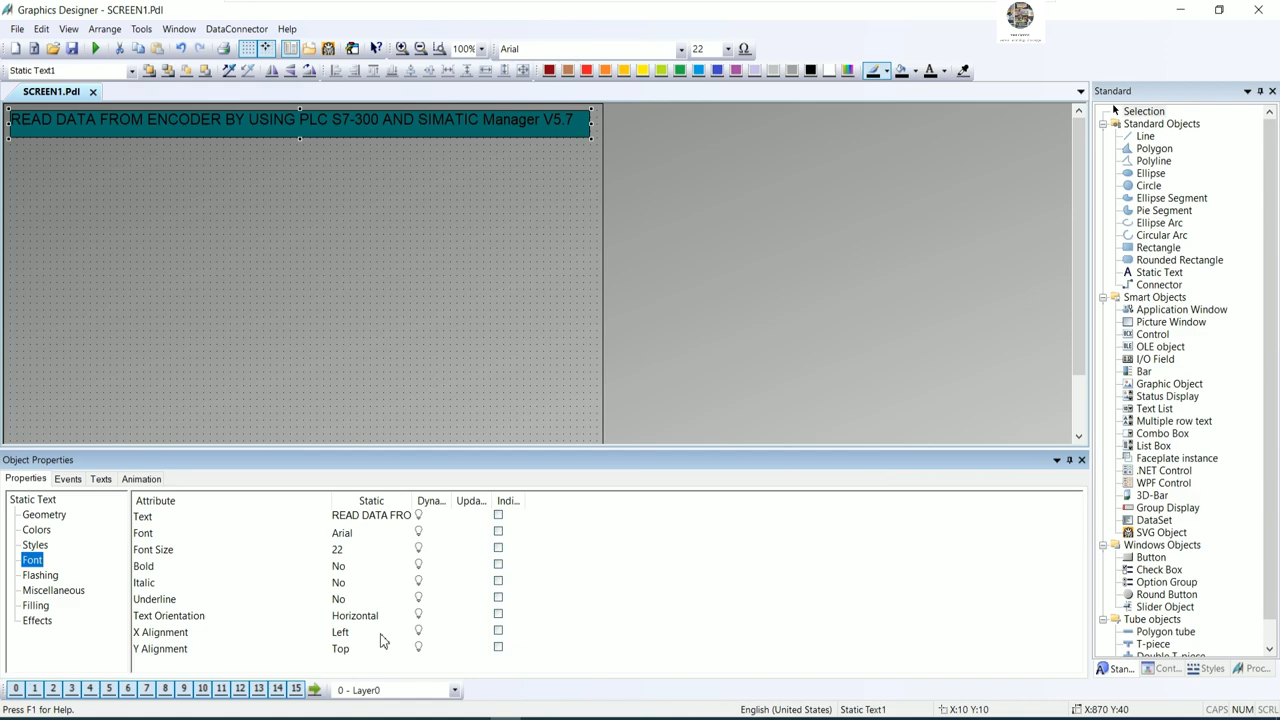 Graphics Designer - SCREEN1.Pdl
File Edit View Arrange Tools Window DataConnector Help
100% Arial 22
Static Text1
SCREEN1.Pdl
READ DATA FROM ENCODER BY USING PLC S7-300 AND SIMATIC Manager V5.7
Standard
Selection
Standard Objects
Line
Polygon
Polyline
Ellipse
Circle
Ellipse Segment
Pie Segment
Ellipse Arc
Circular Arc
Rectangle
Rounded Rectangle
Static Text
Connector
Smart Objects
Application Window
Picture Window
Control
OLE object
I/O Field
Bar
Graphic Object
Status Display
Text List
Multiple row text
Combo Box
List Box
Faceplate instance
.NET Control
WPF Control
3D-Bar
Group Display
DataSet
SVG Object
Windows Objects
Button
Check Box
Option Group
Round Button
Slider Object
Tube objects
Polygon tube
T-piece
Double T-piece
Stan... Cont... Styles Proc...
Object Properties
Properties Events Texts Animation
Static Text
Geometry
Colors
Styles
Font
Flashing
Miscellaneous
Filling
Effects
Attribute Static Dyna... Upda... Indi...
Text READ DATA FRO
Font Arial
Font Size 22
Bold No
Italic No
Underline No
Text Orientation Horizontal
X Alignment Left
Y Alignment Top
0 1 2 3 4 5 6 7 8 9 10 11 12 13 14 15 0 - Layer0
Press F1 for Help. English (United States) Static Text1 X:10 Y:10 X:870 Y:40 CAPS NUM SCRL